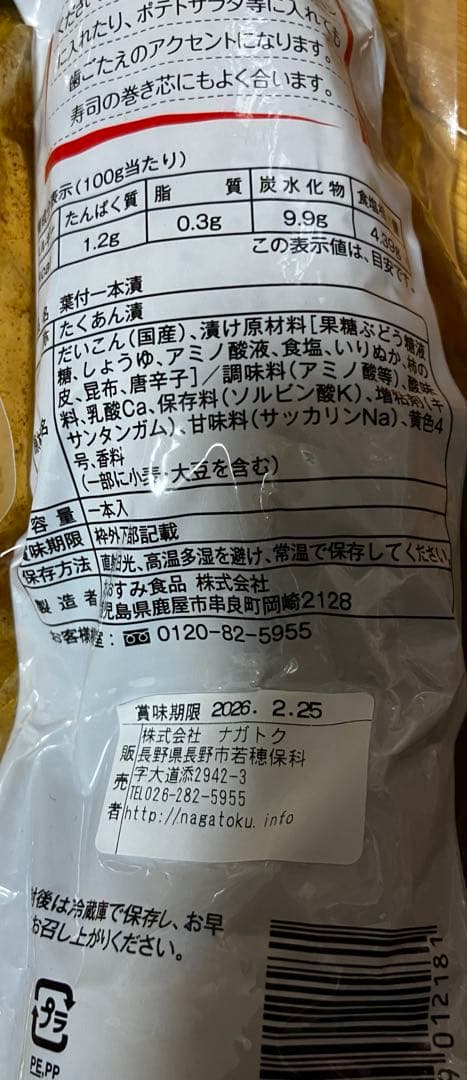 ください
に入れたり、ポテトサラダ等に入れても
歯ごたえのアクセントになります。
寿司の巻き芯にもよく合います。
表示(100g当たり)
たんぱく質 脂質 炭水化物
1.2g 0.3g 9.9g
この表示値は、目安です。
葉付一本漬
たくあん漬
だいこん(国産)、漬け原材料[果糖ぶどう糖液
糖、しょうゆ、アミノ酸液、食塩、いりぬか、柿の
皮、昆布、唐辛子]/調味料(アミノ酸等)、酸味
料、乳酸Ca、保存料(ソルビン酸K)、増粘剤(キ
サンタンガム)、甘味料(サッカリンNa)、黄色4
号、香料
(一部に小麦・大豆を含む)
容量 一本入
賞味期限 枠外下部記載
保存方法 直射日光、高温多湿を避け、常温で保存してください。
製造者 おすみ食品 株式会社
鹿児島県鹿屋市串良町岡崎2128
お客様相談室: 0120-82-5955
賞味期限 2026. 2.25
販売者 株式会社 ナガトク
長野県長野市若穂保科
字大道添2942-3
TEL026-282-5955
http://nagatoku.info
開封後は冷蔵庫で保存し、お早
お召し上がりください。
プラ
PE,PP
9012181